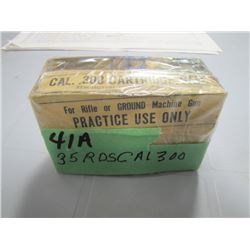 CAL. .300 CARTRIDGES
For Rifle or GROUND Machine Gun
PRACTICE USE ONLY
41A
35 RDS CAL 300